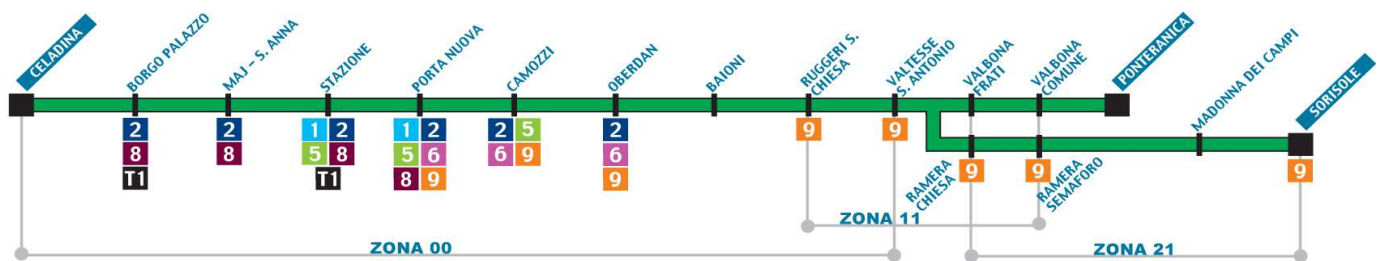 CELADINA
BORGO PALAZZO
MAJ – S. ANNA
STAZIONE
PORTA NUOVA
CAMOZZI
OBERDAN
BAIONI
RUGGERI S.
CHIESA
VALTESSE
S. ANTONIO
VALBONA
FRATI
VALBONA
COMUNE
PONTERANICA
MADONNA DEI CAMPI
SORISOLE
2
8
T1
2
8
1 2
5 8
T1
1 2
5 6
8 9
2 5
6 9
2
6
9
9
9
RAMERA
CHIESA
9
9
RAMERA
SEMAFORO
9
ZONA 11
ZONA 00
ZONA 21